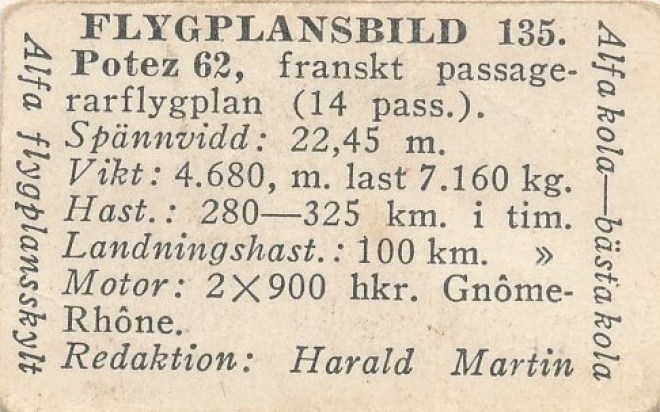 FLYGPLANSBILD 135.
Potez 62, franskt passage-
rarflygplan (14 pass.).
Spännvidd: 22,45 m.
Vikt: 4.680, m. last 7.160 kg.
Hast.: 280—325 km. i tim.
Landningshast.: 100 km. »
Motor: 2×900 hkr. Gnôme-
Rhône.
Redaktion: Harald Martin
Alfa flygplansskylt
Alfa kola—bästa kola